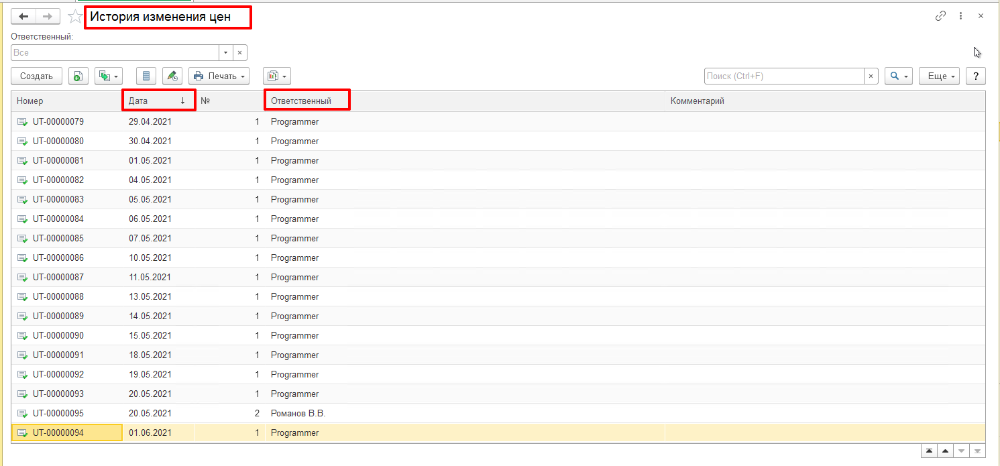 История изменения цен
Ответственный:
Все
Создать Печать Поиск (Ctrl+F) Еще ?
Номер Дата ↓ № Ответственный Комментарий
UT-00000079 29.04.2021 1 Programmer
UT-00000080 30.04.2021 1 Programmer
UT-00000081 01.05.2021 1 Programmer
UT-00000082 04.05.2021 1 Programmer
UT-00000083 05.05.2021 1 Programmer
UT-00000084 06.05.2021 1 Programmer
UT-00000085 07.05.2021 1 Programmer
UT-00000086 10.05.2021 1 Programmer
UT-00000087 11.05.2021 1 Programmer
UT-00000088 13.05.2021 1 Programmer
UT-00000089 14.05.2021 1 Programmer
UT-00000090 15.05.2021 1 Programmer
UT-00000091 18.05.2021 1 Programmer
UT-00000092 19.05.2021 1 Programmer
UT-00000093 20.05.2021 1 Programmer
UT-00000095 20.05.2021 2 Романов В.В.
UT-00000094 01.06.2021 1 Programmer